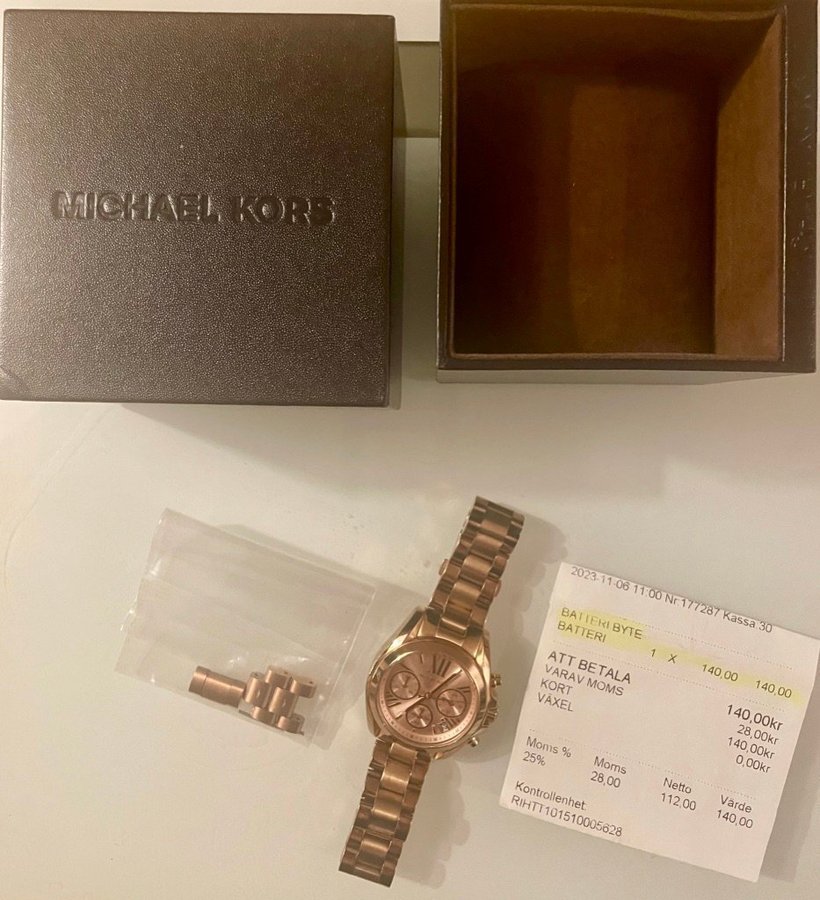 MICHAEL KORS
2023-11-06 11:00 Nr:177287 Kassa:30
BATTERIBYTE
BATTERI 1 X 140,00 140,00
ATT BETALA 140,00kr
VARAV MOMS 28,00kr
KORT 140,00kr
VÄXEL 0,00kr
Moms % Moms Netto Värde
25% 28,00 112,00 140,00
Kontrollenhet:
RIHTT101510005628